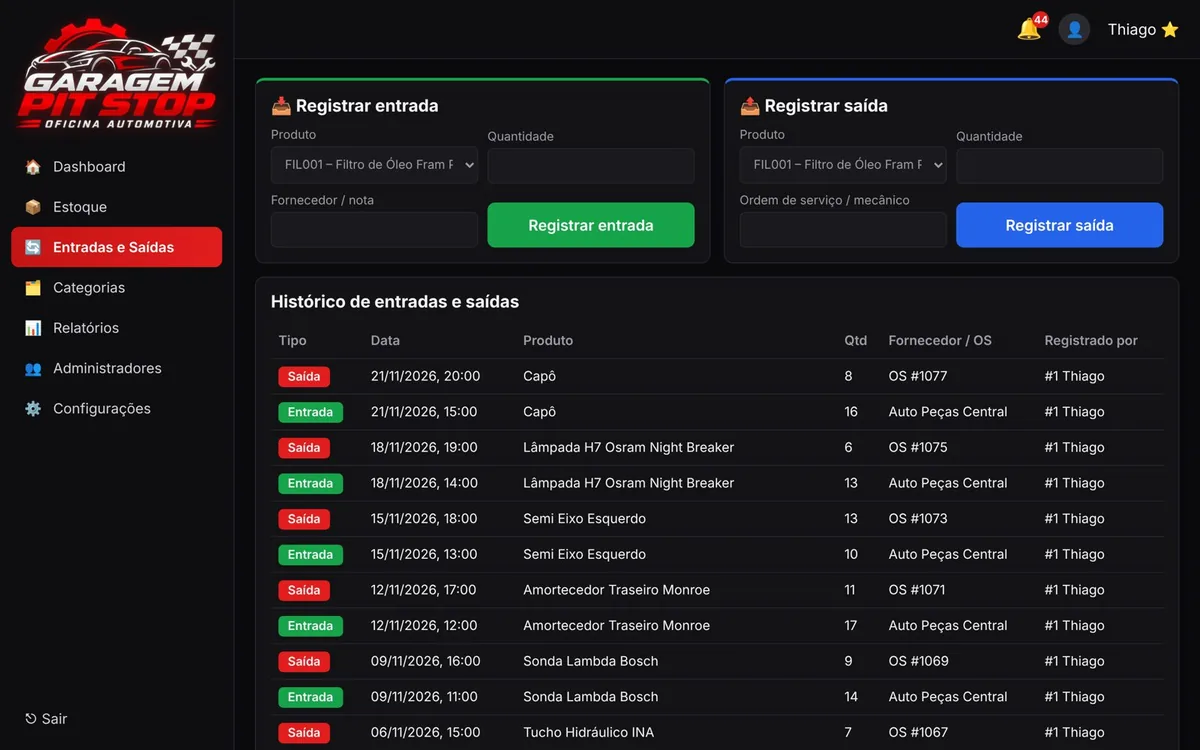 GARAGEM
PIT STOP
OFICINA AUTOMOTIVA
Dashboard
Estoque
Entradas e Saídas
Categorias
Relatórios
Administradores
Configurações
Sair
44
Thiago
Registrar entrada
Produto
Quantidade
FIL001 – Filtro de Óleo Fram F
Fornecedor / nota
Registrar entrada
Registrar saída
Produto
Quantidade
FIL001 – Filtro de Óleo Fram F
Ordem de serviço / mecânico
Registrar saída
Histórico de entradas e saídas
Tipo Data Produto Qtd Fornecedor / OS Registrado por
Saída 21/11/2026, 20:00 Capô 8 OS #1077 #1 Thiago
Entrada 21/11/2026, 15:00 Capô 16 Auto Peças Central #1 Thiago
Saída 18/11/2026, 19:00 Lâmpada H7 Osram Night Breaker 6 OS #1075 #1 Thiago
Entrada 18/11/2026, 14:00 Lâmpada H7 Osram Night Breaker 13 Auto Peças Central #1 Thiago
Saída 15/11/2026, 18:00 Semi Eixo Esquerdo 13 OS #1073 #1 Thiago
Entrada 15/11/2026, 13:00 Semi Eixo Esquerdo 10 Auto Peças Central #1 Thiago
Saída 12/11/2026, 17:00 Amortecedor Traseiro Monroe 11 OS #1071 #1 Thiago
Entrada 12/11/2026, 12:00 Amortecedor Traseiro Monroe 17 Auto Peças Central #1 Thiago
Saída 09/11/2026, 16:00 Sonda Lambda Bosch 9 OS #1069 #1 Thiago
Entrada 09/11/2026, 11:00 Sonda Lambda Bosch 14 Auto Peças Central #1 Thiago
Saída 06/11/2026, 15:00 Tucho Hidráulico INA 7 OS #1067 #1 Thiago